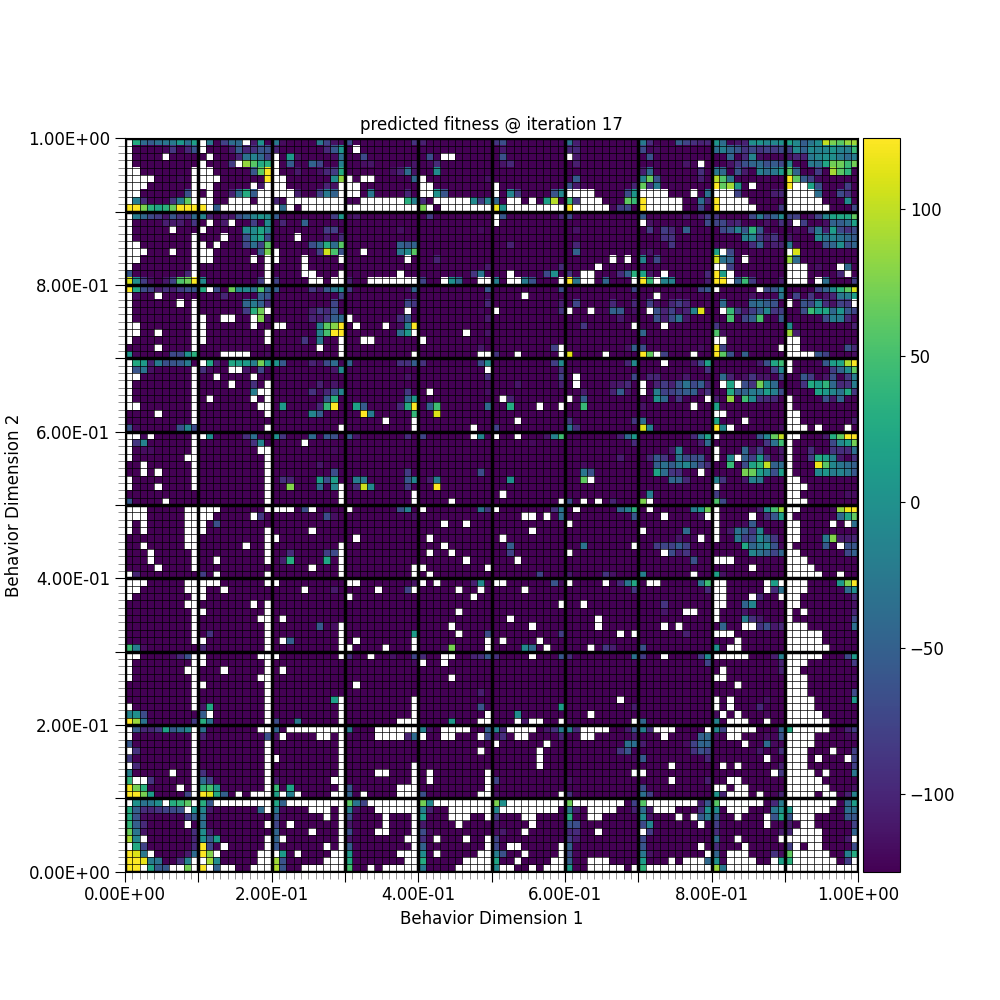 predicted fitness @ iteration 17
1.00E+00
8.00E-01
6.00E-01
4.00E-01
2.00E-01
0.00E+00
Behavior Dimension 2
0.00E+00 2.00E-01 4.00E-01 6.00E-01 8.00E-01 1.00E+00
Behavior Dimension 1
100
50
0
−50
−100